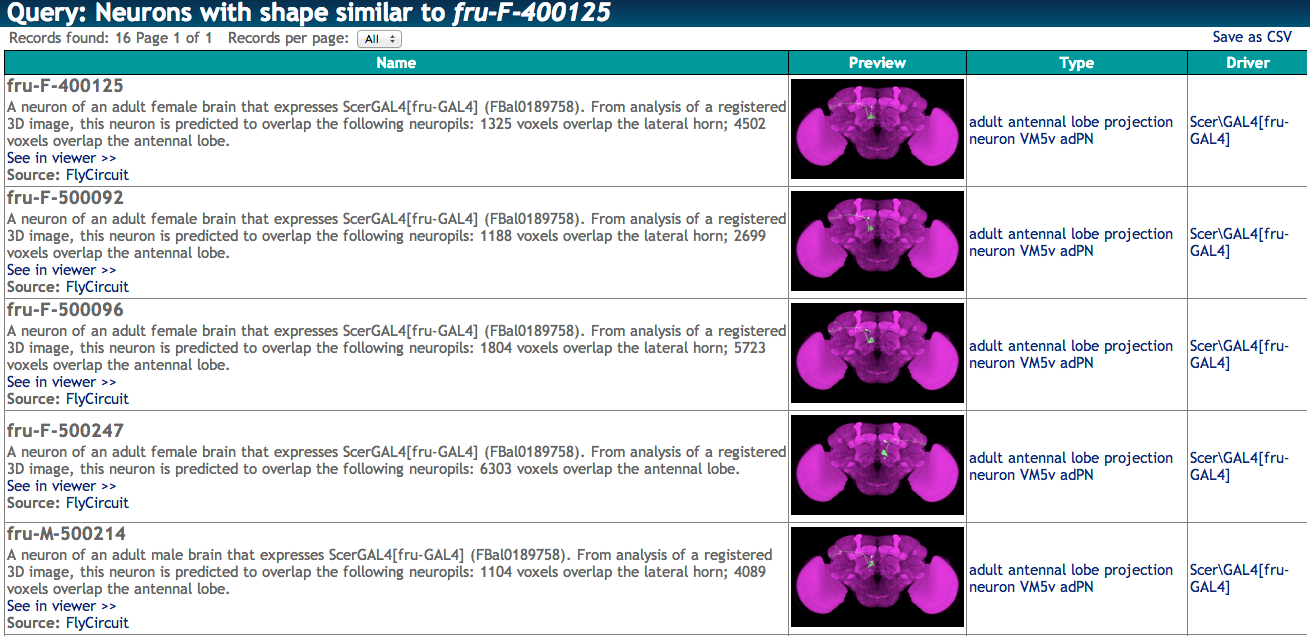 Query: Neurons with shape similar to fru-F-400125
Records found: 16 Page 1 of 1 Records per page: All
Save as CSV
Name Preview Type Driver
fru-F-400125
A neuron of an adult female brain that expresses ScerGAL4[fru-GAL4] (FBal0189758). From analysis of a registered
3D image, this neuron is predicted to overlap the following neuropils: 1325 voxels overlap the lateral horn; 4502
voxels overlap the antennal lobe.
See in viewer >>
Source: FlyCircuit
adult antennal lobe projection
neuron VM5v adPN
Scer\GAL4[fru-
GAL4]
fru-F-500092
A neuron of an adult female brain that expresses ScerGAL4[fru-GAL4] (FBal0189758). From analysis of a registered
3D image, this neuron is predicted to overlap the following neuropils: 1188 voxels overlap the lateral horn; 2699
voxels overlap the antennal lobe.
See in viewer >>
Source: FlyCircuit
adult antennal lobe projection
neuron VM5v adPN
Scer\GAL4[fru-
GAL4]
fru-F-500096
A neuron of an adult female brain that expresses ScerGAL4[fru-GAL4] (FBal0189758). From analysis of a registered
3D image, this neuron is predicted to overlap the following neuropils: 1804 voxels overlap the lateral horn; 5723
voxels overlap the antennal lobe.
See in viewer >>
Source: FlyCircuit
adult antennal lobe projection
neuron VM5v adPN
Scer\GAL4[fru-
GAL4]
fru-F-500247
A neuron of an adult female brain that expresses ScerGAL4[fru-GAL4] (FBal0189758). From analysis of a registered
3D image, this neuron is predicted to overlap the following neuropils: 6303 voxels overlap the antennal lobe.
See in viewer >>
Source: FlyCircuit
adult antennal lobe projection
neuron VM5v adPN
Scer\GAL4[fru-
GAL4]
fru-M-500214
A neuron of an adult male brain that expresses ScerGAL4[fru-GAL4] (FBal0189758). From analysis of a registered
3D image, this neuron is predicted to overlap the following neuropils: 1104 voxels overlap the lateral horn; 4089
voxels overlap the antennal lobe.
See in viewer >>
Source: FlyCircuit
adult antennal lobe projection
neuron VM5v adPN
Scer\GAL4[fru-
GAL4]